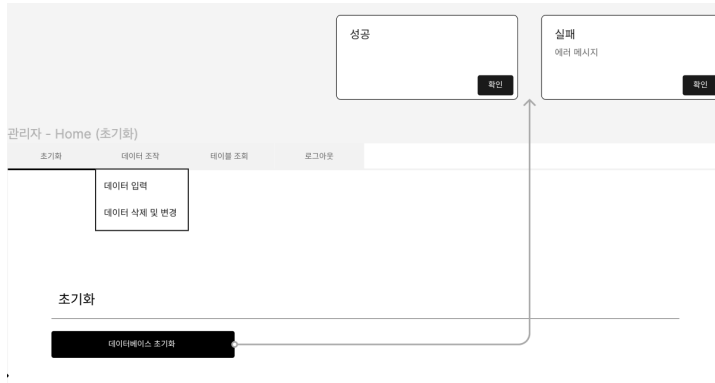 성공
실패
에러 메시지
확인
확인
관리자 - Home (초기화)
초기화
데이터 조작
테이블 조회
로그아웃
데이터 입력
데이터 삭제 및 변경
초기화
데이터베이스 초기화